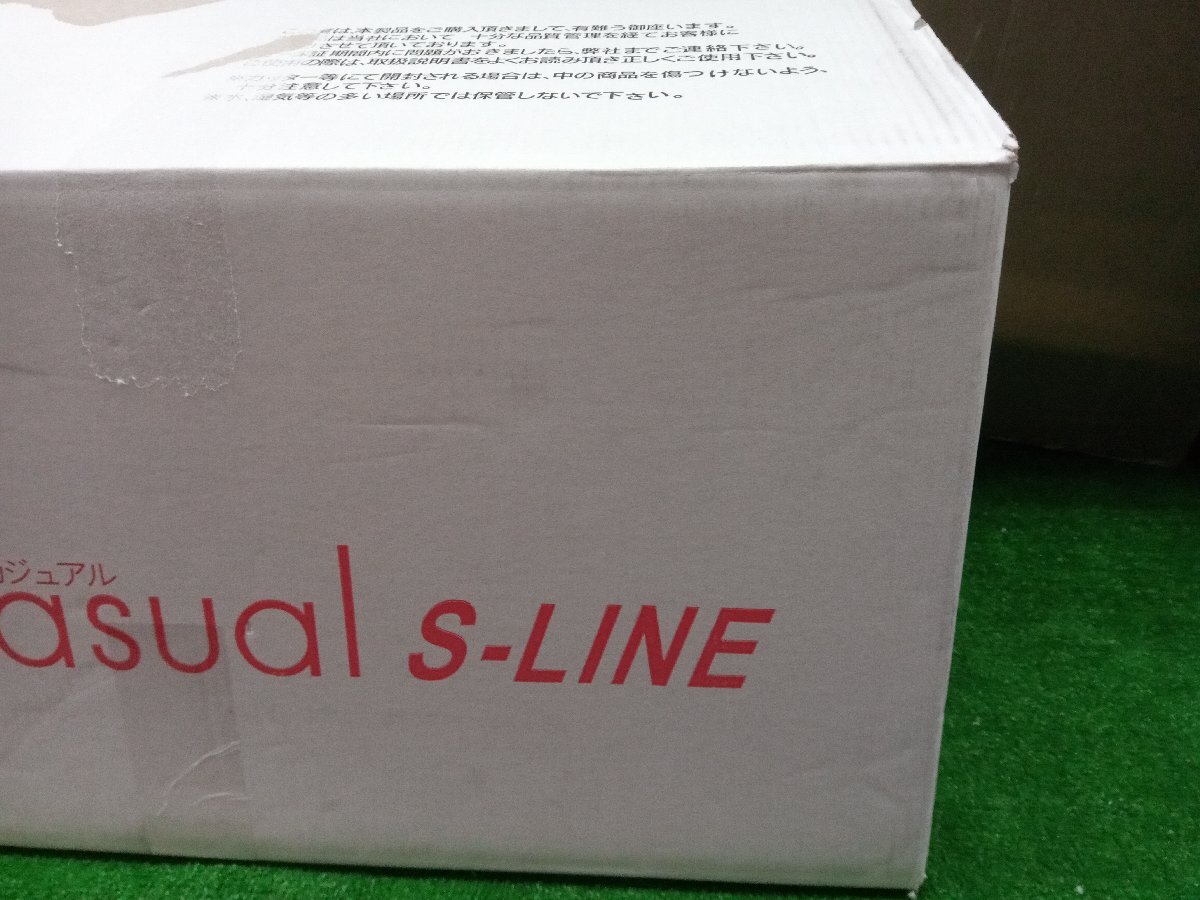 は、本製品をご購入頂きまして、有難う御座います。
は当社において 十分な品質管理を経てお客様に
させて頂いております。
証期間内に問題がおきましたら、弊社までご連絡下さい。
使用の際は、取扱説明書をよくお読み頂き正しくご使用下さい。
※カッター等にて開封される場合は、中の商品を傷つけないよう、
十分注意して下さい。
湿気等の多い場所では保管しないで下さい。
ジュアル
asual S-LINE